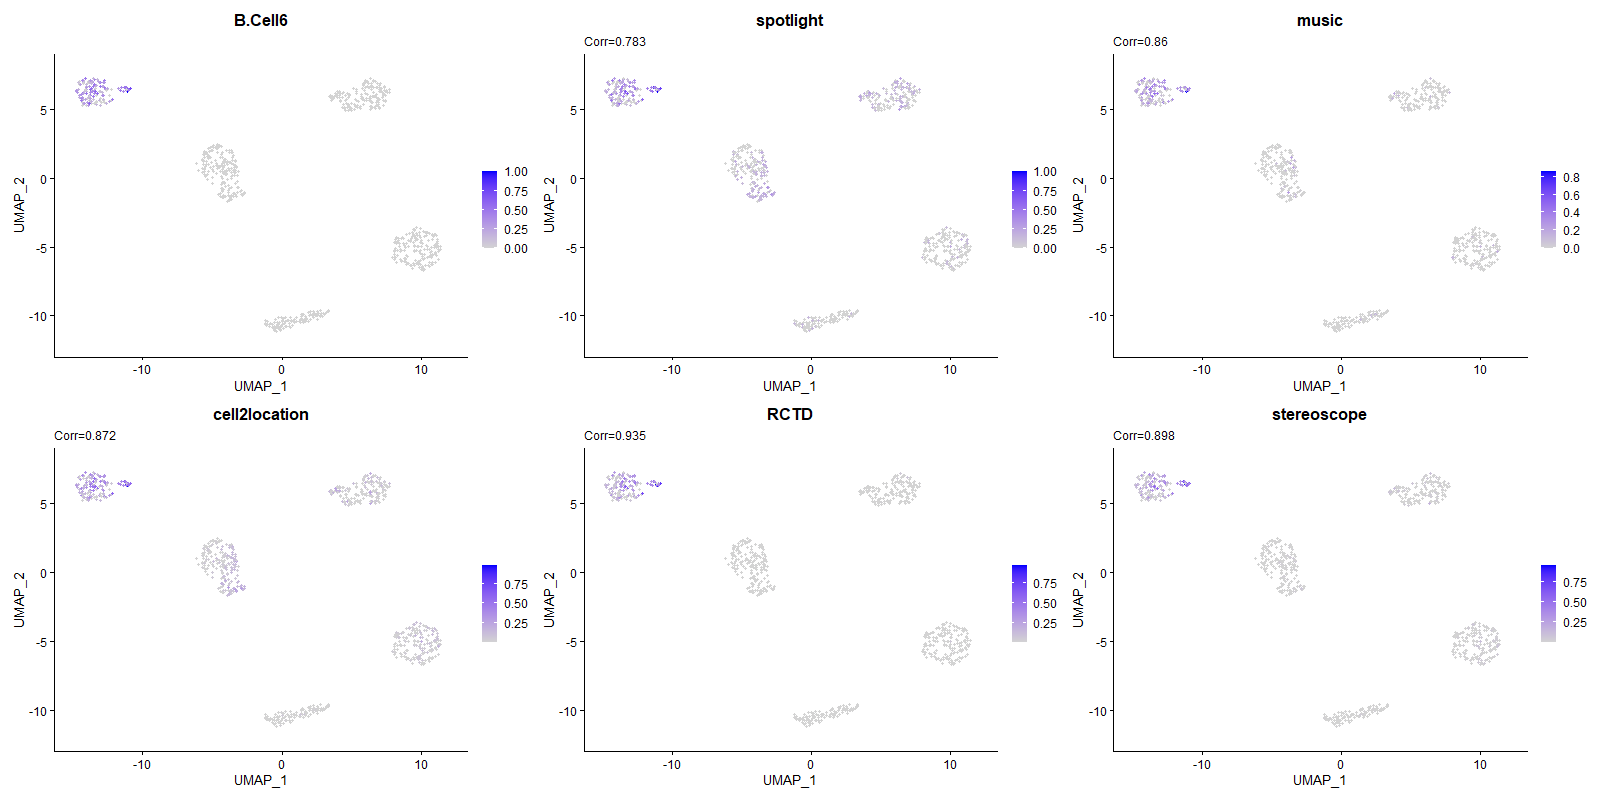 B.Cell6
5
0
-5
-10
UMAP_2
-10 0 10
UMAP_1
1.00
0.75
0.50
0.25
0.00
spotlight
Corr=0.783
5
0
-5
-10
UMAP_2
-10 0 10
UMAP_1
1.00
0.75
0.50
0.25
0.00
music
Corr=0.86
5
0
-5
-10
UMAP_2
-10 0 10
UMAP_1
0.8
0.6
0.4
0.2
0.0
cell2location
Corr=0.872
5
0
-5
-10
UMAP_2
-10 0 10
UMAP_1
0.75
0.50
0.25
RCTD
Corr=0.935
5
0
-5
-10
UMAP_2
-10 0 10
UMAP_1
0.75
0.50
0.25
stereoscope
Corr=0.898
5
0
-5
-10
UMAP_2
-10 0 10
UMAP_1
0.75
0.50
0.25